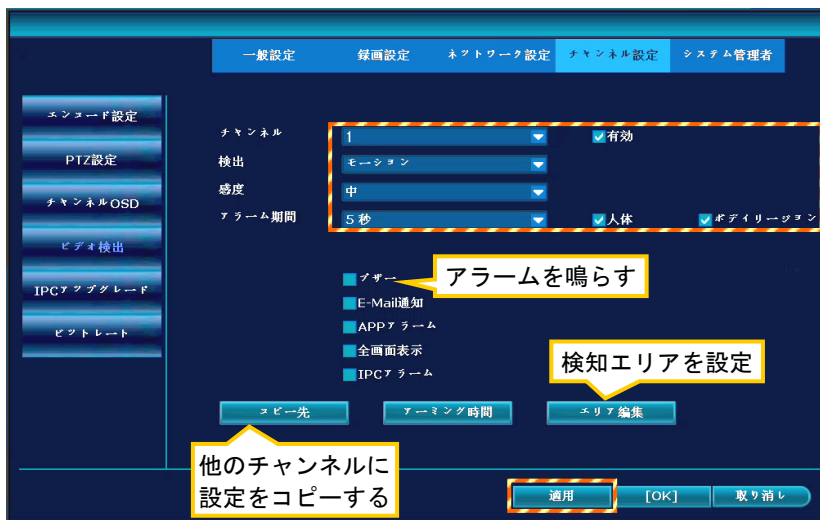 一般設定 録画設定 ネットワーク設定 チャンネル設定 システム管理者
エンコード設定
PTZ設定
チャンネルOSD
ビデオ検出
IPCアップグレード
ビットレート
チャンネル 1 有効
検出 モーション
感度 中
アラーム期間 5秒 人体 ボディリージョン
ブザー アラームを鳴らす
E-Mail通知
APPアラーム
全画面表示
IPCアラーム
検知エリアを設定
コピー先 アーミング時間 エリア編集
他のチャンネルに
設定をコピーする
適用 [OK] 取り消し